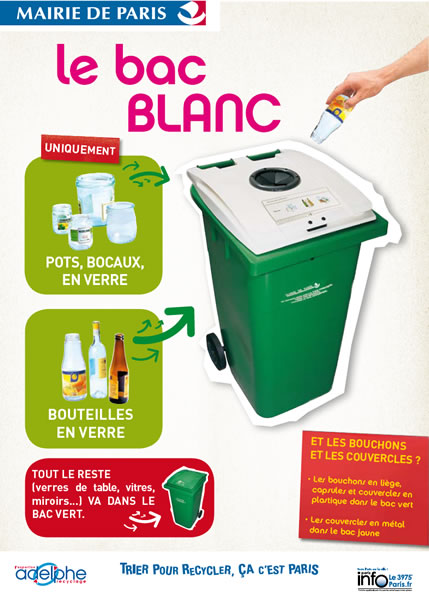 MAIRIE DE PARIS
le bac
BLANC
UNIQUEMENT
POTS, BOCAUX,
EN VERRE
BOUTEILLES
EN VERRE
TOUT LE RESTE
(verres de table, vitres,
miroirs...) VA DANS LE
BAC VERT.
ET LES BOUCHONS
ET LES COUVERCLES ?
• Les bouchons en liège,
capsules et couvercles en
plastique dans le bac vert
• Les couvercles en métal
dans le bac jaune
adelphe
recyclage
TRIER POUR RECYCLER, ÇA C'EST PARIS
info Le 3975
Paris.fr